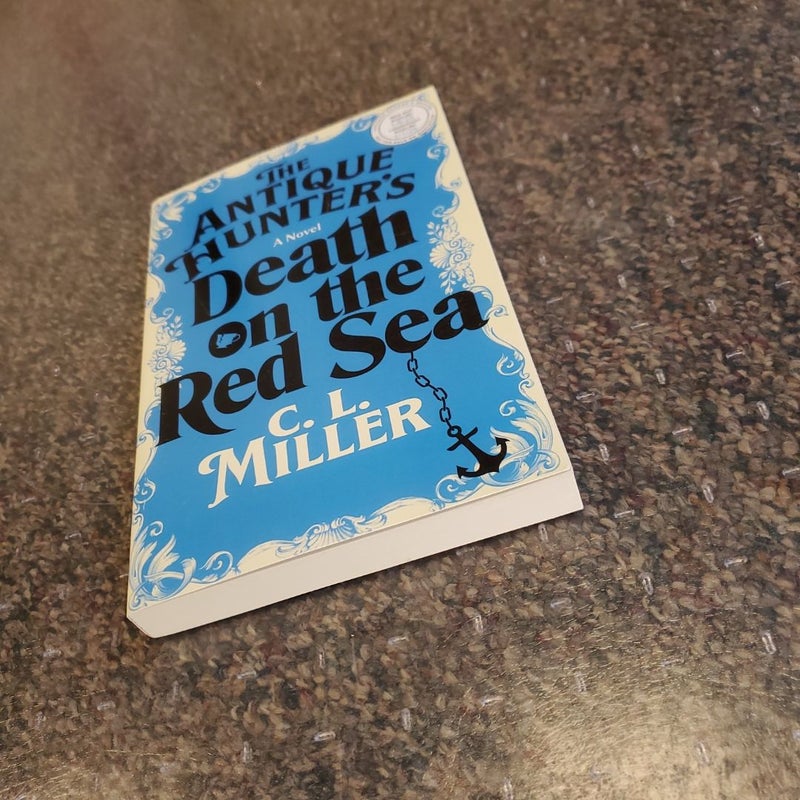 THE
ANTIQUE
HUNTER'S
A Novel
Death
on the
Red Sea
C. L.
MILLER